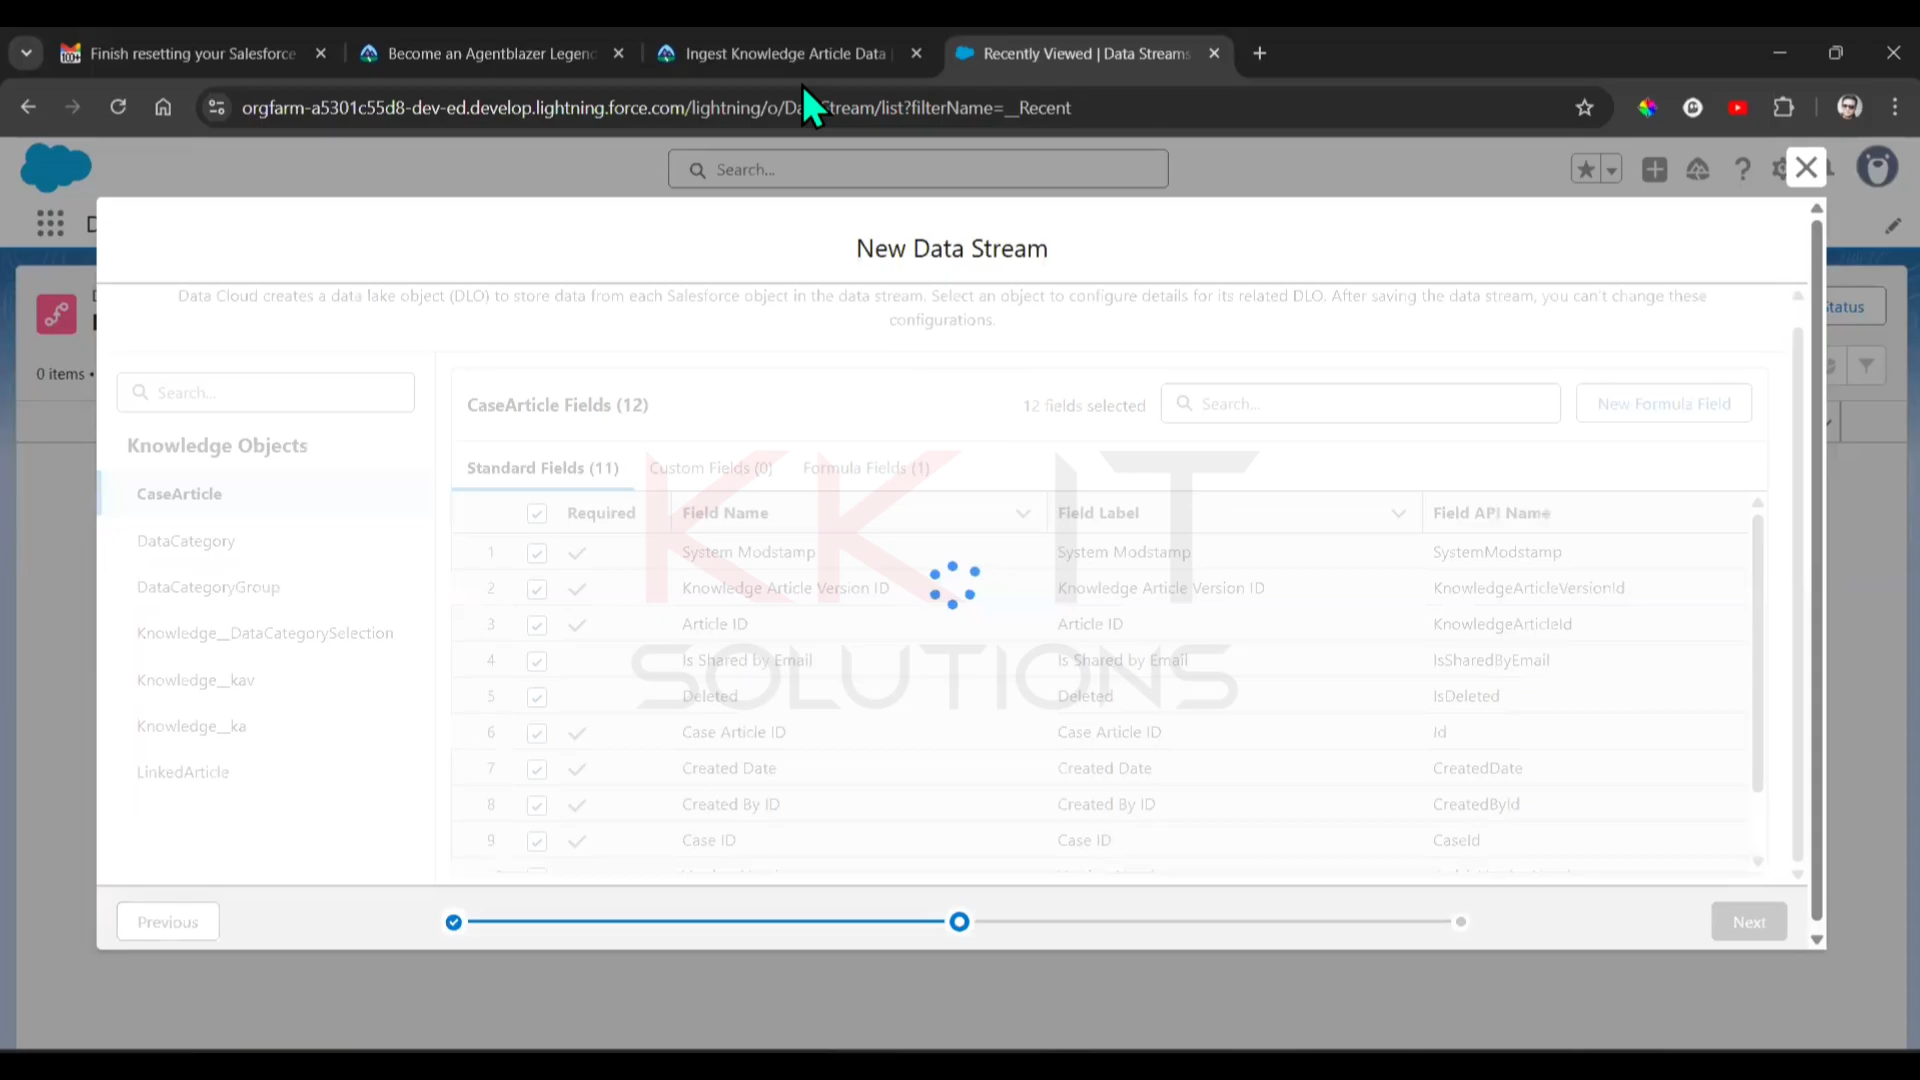 Finish resetting your Salesforce
Become an Agentblazer Legend
Ingest Knowledge Article Data
Recently Viewed | Data Streams
orgfarm-a5301c55d8-dev-ed.develop.lightning.force.com/lightning/o/DataStream/list?filterName=__Recent
Search...
New Data Stream
Data Cloud creates a data lake object (DLO) to store data from each Salesforce object in the data stream. Select an object to configure details for its related DLO. After saving the data stream, you can't change these
configurations.
Status
0 items •
Search...
Knowledge Objects
CaseArticle
DataCategory
DataCategoryGroup
Knowledge__DataCategorySelection
Knowledge__kav
Knowledge__ka
LinkedArticle
CaseArticle Fields (12)
12 fields selected
Search...
New Formula Field
Standard Fields (11)
Custom Fields (0)
Formula Fields (1)
Required Field Name Field Label Field API Name
1 System Modstamp System Modstamp SystemModstamp
2 Knowledge Article Version ID Knowledge Article Version ID KnowledgeArticleVersionId
3 Article ID Article ID KnowledgeArticleId
4 Is Shared by Email Is Shared by Email IsSharedByEmail
5 Deleted Deleted IsDeleted
6 Case Article ID Case Article ID Id
7 Created Date Created Date CreatedDate
8 Created By ID Created By ID CreatedById
9 Case ID Case ID CaseId
KK IT
SOLUTIONS
Previous
Next